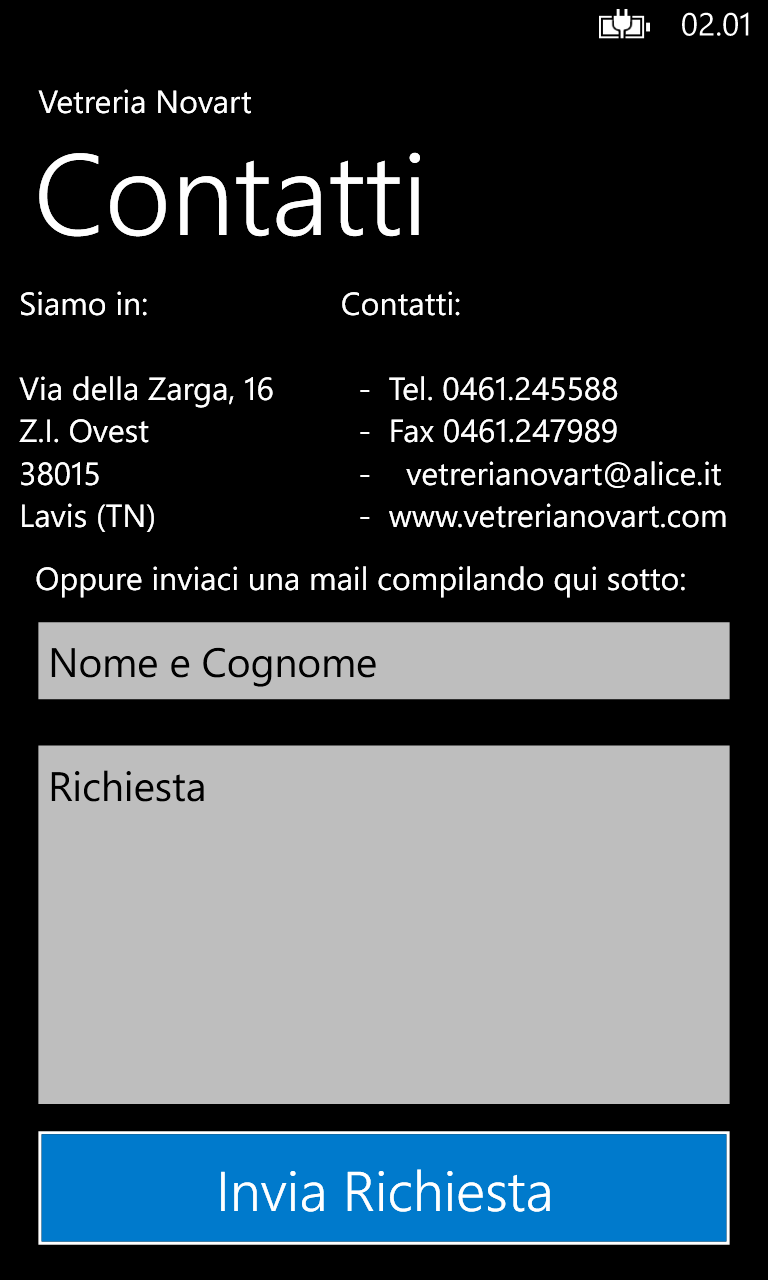 02.01
Vetreria Novart
Contatti
Siamo in:
Via della Zarga, 16
Z.I. Ovest
38015
Lavis (TN)
Contatti:
- Tel. 0461.245588
- Fax 0461.247989
- vetrerianovart@alice.it
- www.vetrerianovart.com
Oppure inviaci una mail compilando qui sotto:
Nome e Cognome
Richiesta
Invia Richiesta